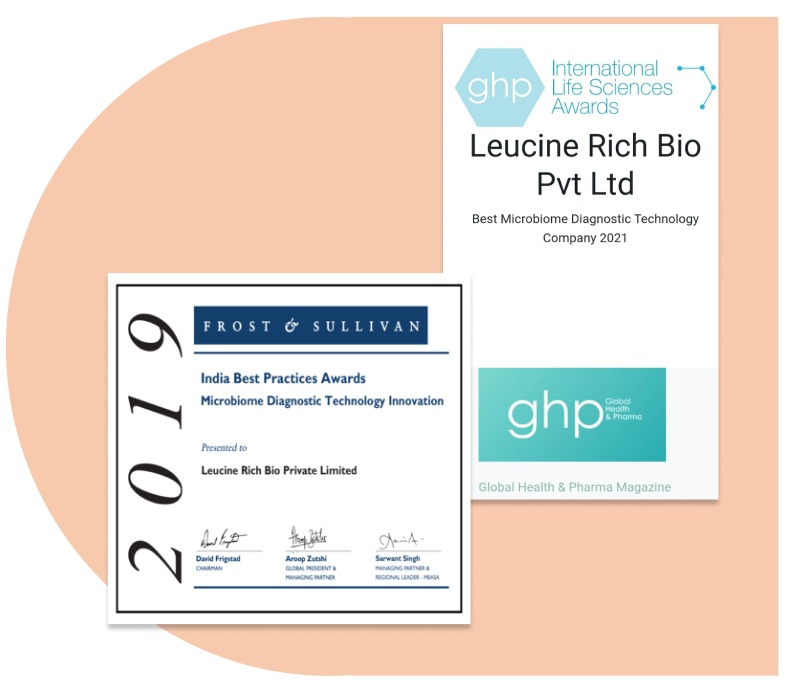 ghp
International
Life Sciences
Awards
Leucine Rich Bio
Pvt Ltd
Best Microbiome Diagnostic Technology
Company 2021
ghp
Global
Health
& Pharma
Global Health & Pharma Magazine
2019
FROST & SULLIVAN
India Best Practices Awards
Microbiome Diagnostic Technology Innovation
Presented to
Leucine Rich Bio Private Limited
David Frigstad
CHAIRMAN
Aroop Zutshi
GLOBAL PRESIDENT &
MANAGING PARTNER
Sarwant Singh
MANAGING PARTNER &
REGIONAL LEADER - MEASA